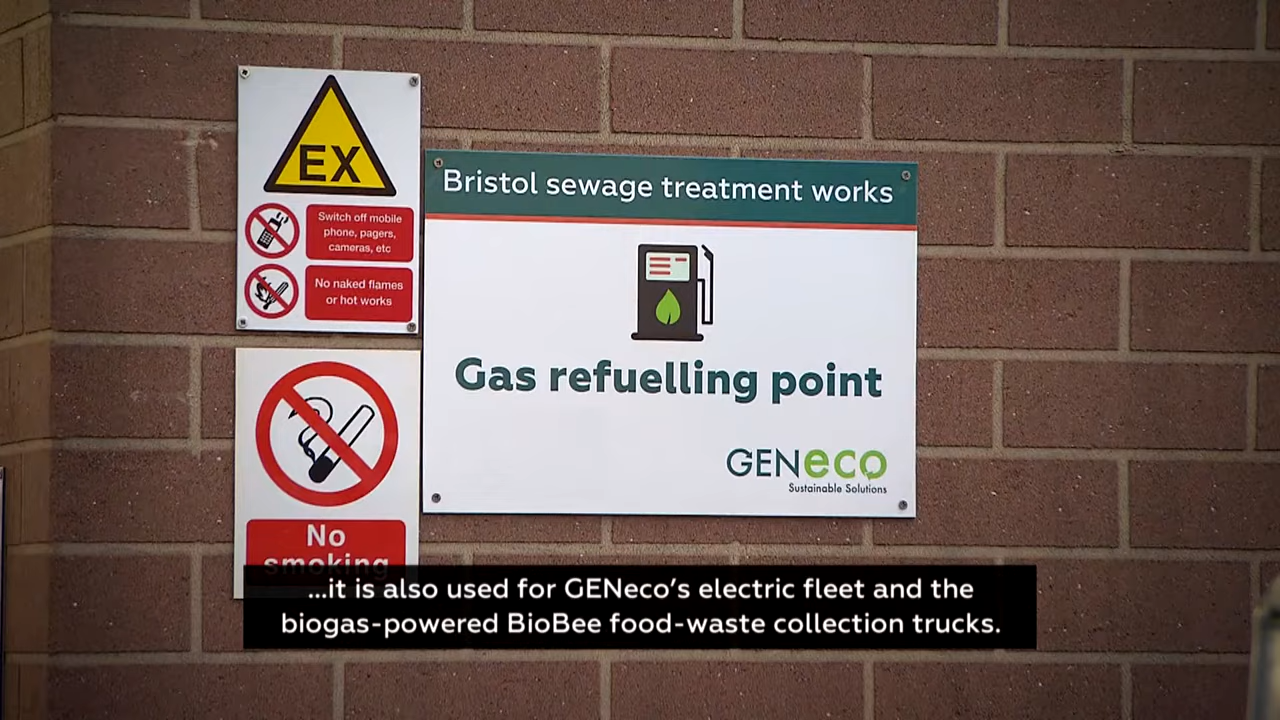 EX
Switch off mobile
phone, pagers,
cameras, etc
No naked flames
or hot works
No
smoking
Bristol sewage treatment works
Gas refuelling point
GENeco
Sustainable Solutions
...it is also used for GENeco's electric fleet and the
biogas-powered BioBee food-waste collection trucks.